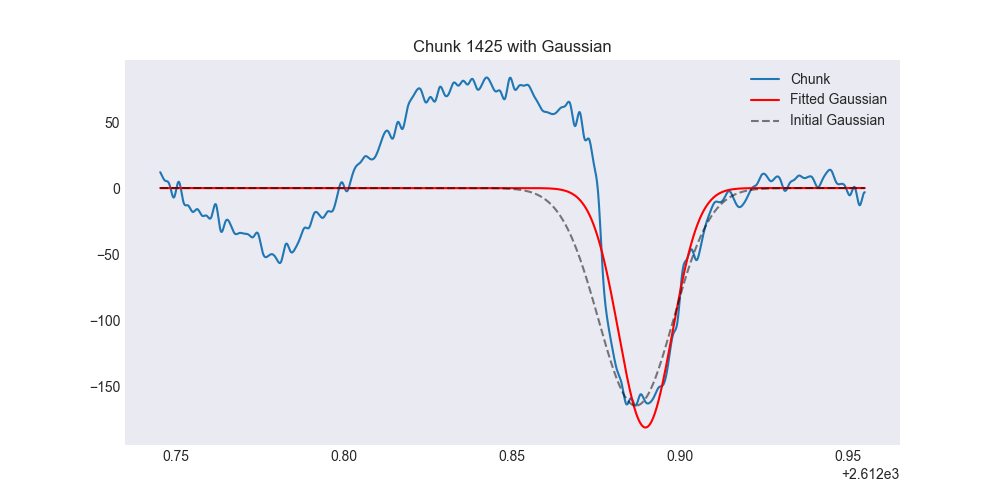 Chunk 1425 with Gaussian
Chunk
Fitted Gaussian
Initial Gaussian
50
0
−50
−100
−150
0.75 0.80 0.85 0.90 0.95
+2.612e3